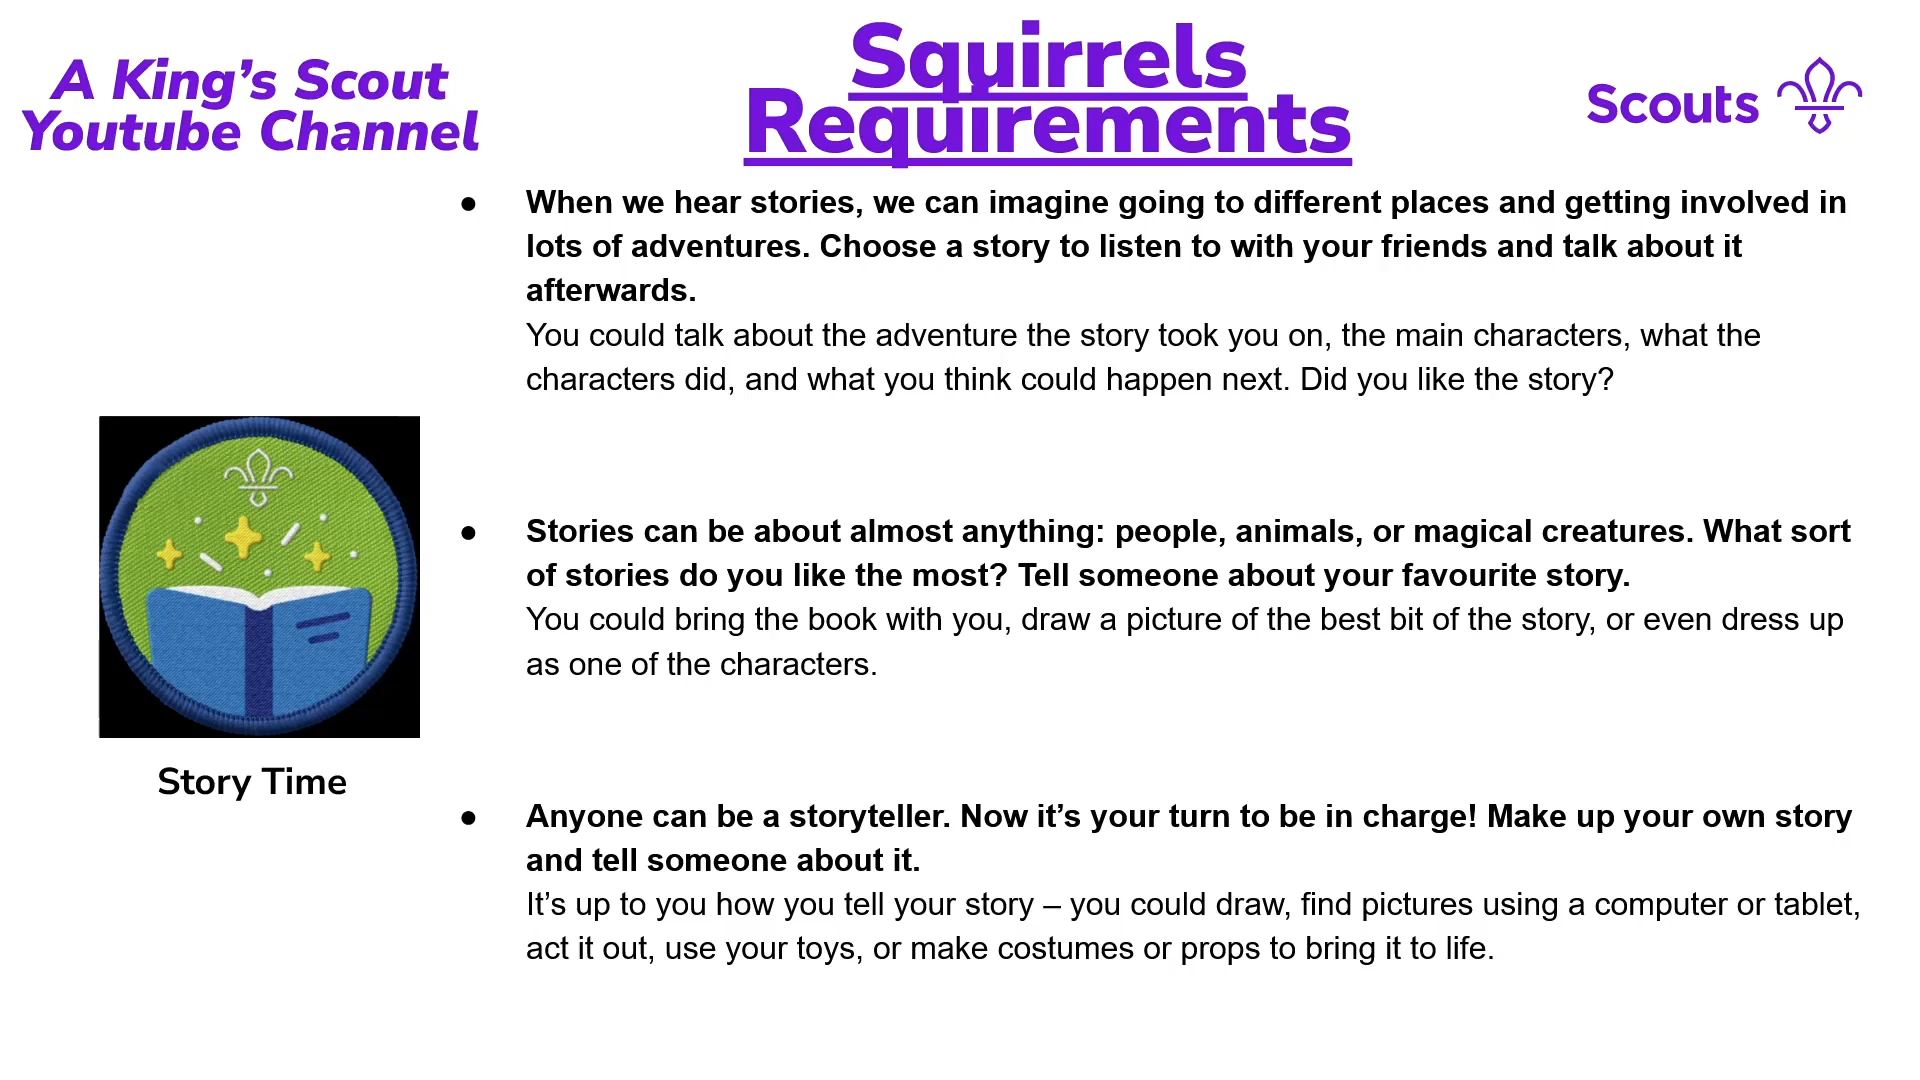 A King’s Scout
Youtube Channel
Squirrels
Requirements
Scouts
● When we hear stories, we can imagine going to different places and getting involved in
lots of adventures. Choose a story to listen to with your friends and talk about it
afterwards.
You could talk about the adventure the story took you on, the main characters, what the
characters did, and what you think could happen next. Did you like the story?
● Stories can be about almost anything: people, animals, or magical creatures. What sort
of stories do you like the most? Tell someone about your favourite story.
You could bring the book with you, draw a picture of the best bit of the story, or even dress up
as one of the characters.
Story Time
● Anyone can be a storyteller. Now it’s your turn to be in charge! Make up your own story
and tell someone about it.
It’s up to you how you tell your story – you could draw, find pictures using a computer or tablet,
act it out, use your toys, or make costumes or props to bring it to life.